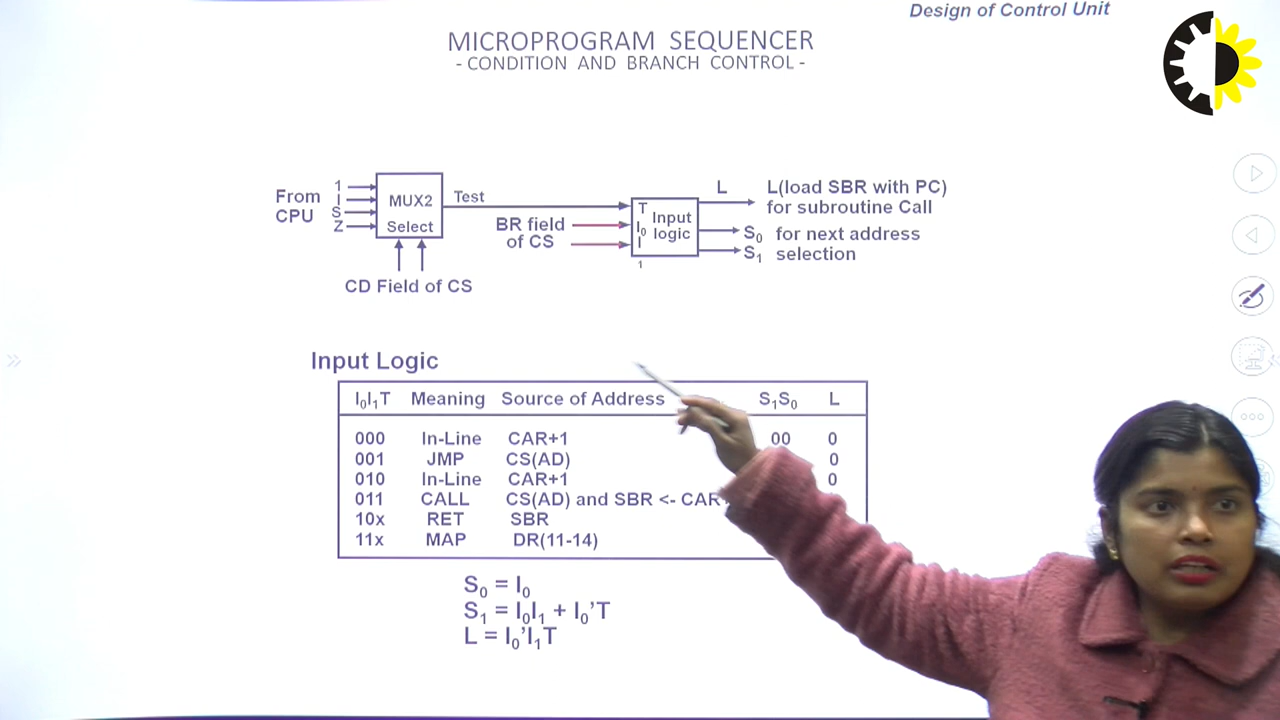 Design of Control Unit
MICROPROGRAM SEQUENCER
- CONDITION AND BRANCH CONTROL -
From CPU
1
I
S
Z
MUX2
Select
Test
CD Field of CS
BR field of CS
T
I₀
I
1
Input logic
L
L(load SBR with PC) for subroutine Call
S₀ for next address
S₁ selection
Input Logic
I₀I₁T Meaning Source of Address S₁S₀ L
000 In-Line CAR+1 00 0
001 JMP CS(AD) 0
010 In-Line CAR+1 0
011 CALL CS(AD) and SBR <- CAR
10x RET SBR
11x MAP DR(11-14)
S₀ = I₀
S₁ = I₀I₁ + I₀’T
L = I₀’I₁T